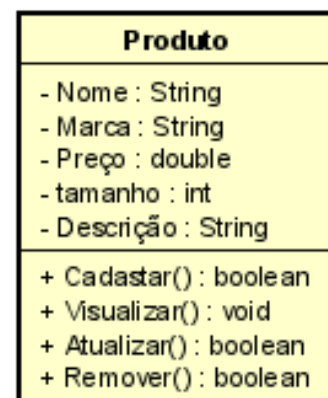 Produto
- Nome : String
- Marca : String
- Preço : double
- tamanho : int
- Descrição : String
+ Cadastar() : boolean
+ Visualizar() : void
+ Atualizar() : boolean
+ Remover() : boolean